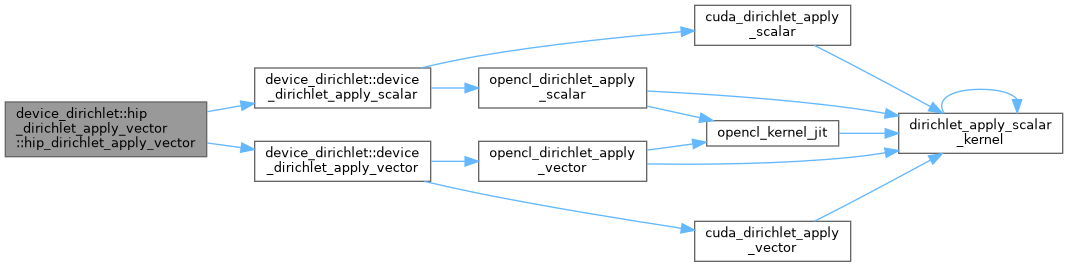 device_dirichlet::hip
_dirichlet_apply_vector
::hip_dirichlet_apply_vector
device_dirichlet::device
_dirichlet_apply_scalar
device_dirichlet::device
_dirichlet_apply_vector
opencl_dirichlet_apply
_scalar
opencl_dirichlet_apply
_vector
cuda_dirichlet_apply
_scalar
opencl_kernel_jit
cuda_dirichlet_apply
_vector
dirichlet_apply_scalar
_kernel